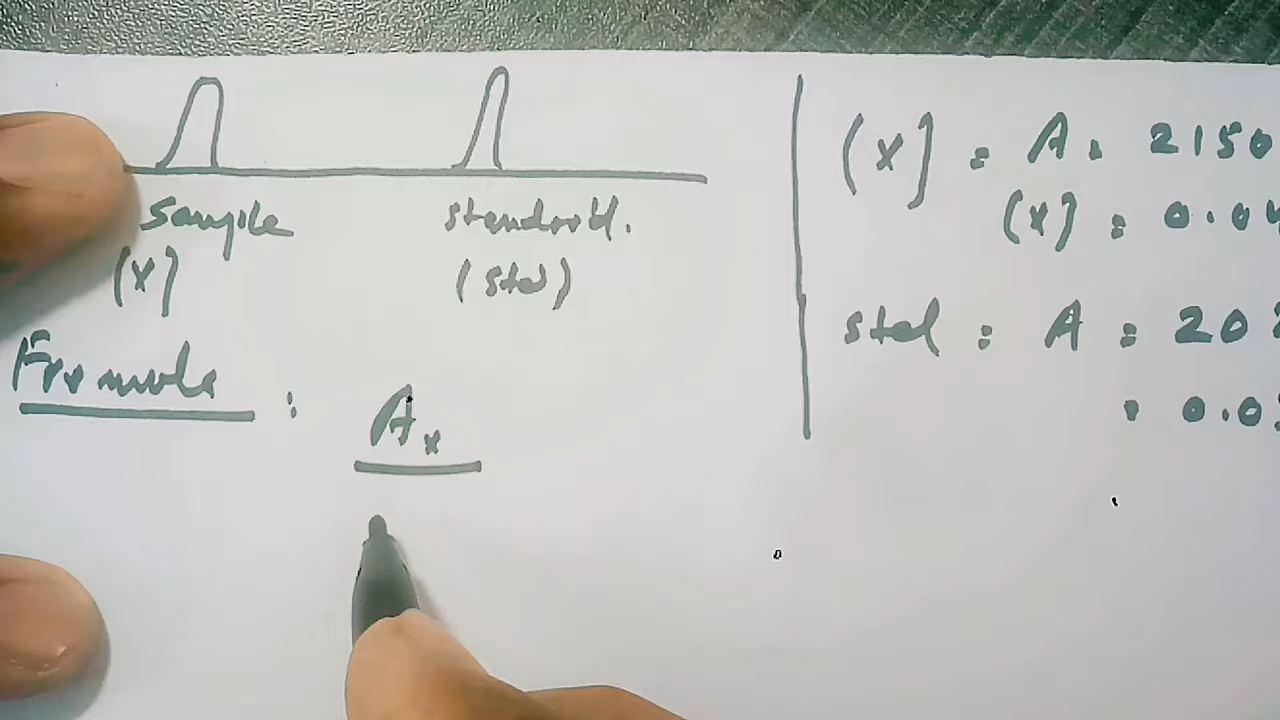 sample
standard.
(x)
(std)
Formula :
Ax
(x) = A = 2150
(x) = 0.0
std = A = 20
= 0.0